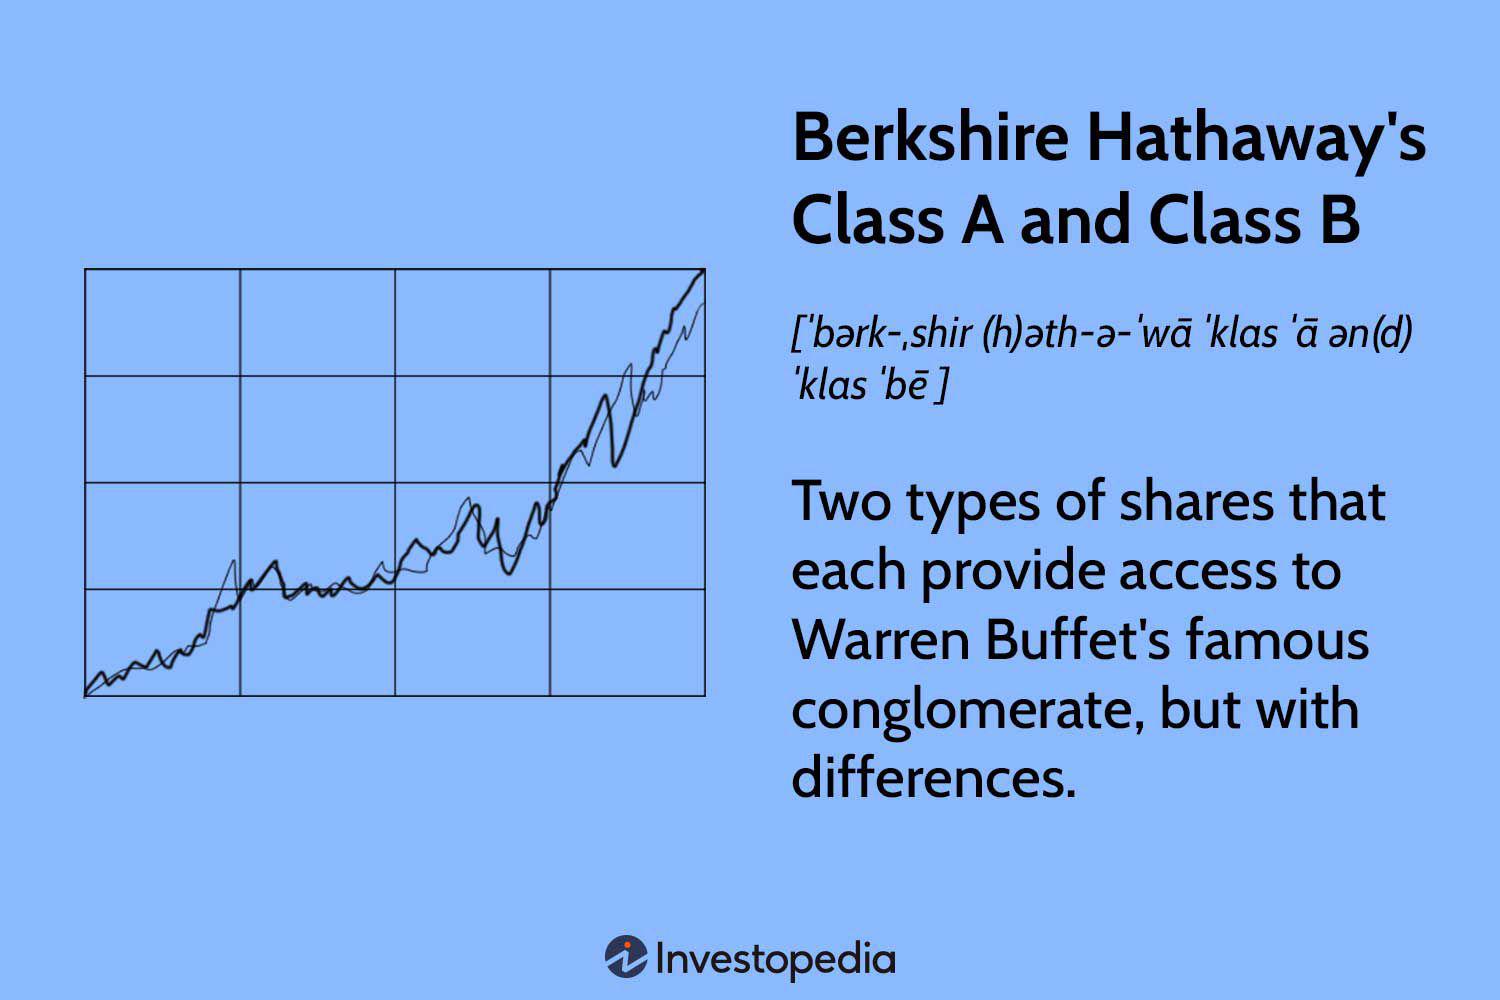 Berkshire Hathaway's
Class A and Class B
[ˈbərk-ˌshir (h)əth-ə-ˈwā ˈklas ˈā ən(d)
ˈklas ˈbē ]
Two types of shares that
each provide access to
Warren Buffet's famous
conglomerate, but with
differences.
Investopedia